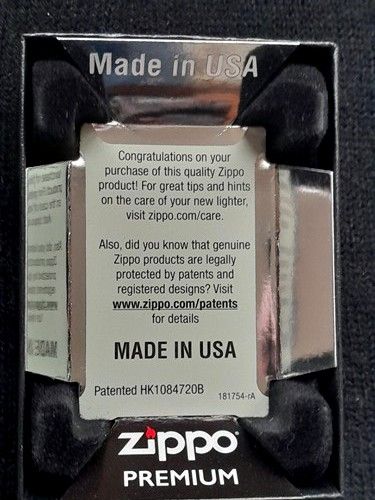 Made in USA
Congratulations on your
purchase of this quality Zippo
product! For great tips and hints
on the care of your new lighter,
visit zippo.com/care.
Also, did you know that genuine
Zippo products are legally
protected by patents and
registered designs? Visit
www.zippo.com/patents
for details
MADE IN USA
Patented HK1084720B
181754-rA
zippo
PREMIUM